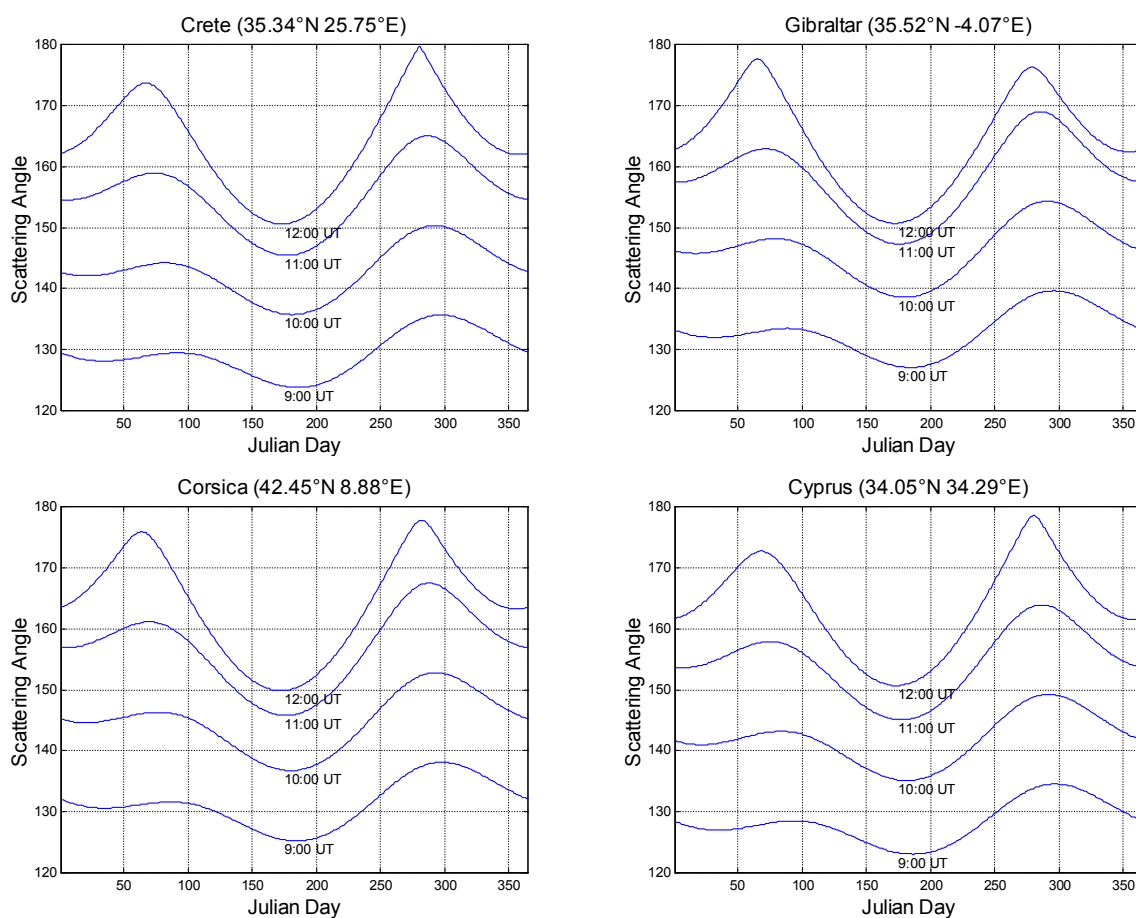 Crete (35.34°N 25.75°E)
Scattering Angle
180
170
160
150
140
130
120
12:00 UT
11:00 UT
10:00 UT
9:00 UT
50 100 150 200 250 300 350
Julian Day
Gibraltar (35.52°N -4.07°E)
Scattering Angle
180
170
160
150
140
130
120
12:00 UT
11:00 UT
10:00 UT
9:00 UT
50 100 150 200 250 300 350
Julian Day
Corsica (42.45°N 8.88°E)
Scattering Angle
180
170
160
150
140
130
120
12:00 UT
11:00 UT
10:00 UT
9:00 UT
50 100 150 200 250 300 350
Julian Day
Cyprus (34.05°N 34.29°E)
Scattering Angle
180
170
160
150
140
130
120
12:00 UT
11:00 UT
10:00 UT
9:00 UT
50 100 150 200 250 300 350
Julian Day